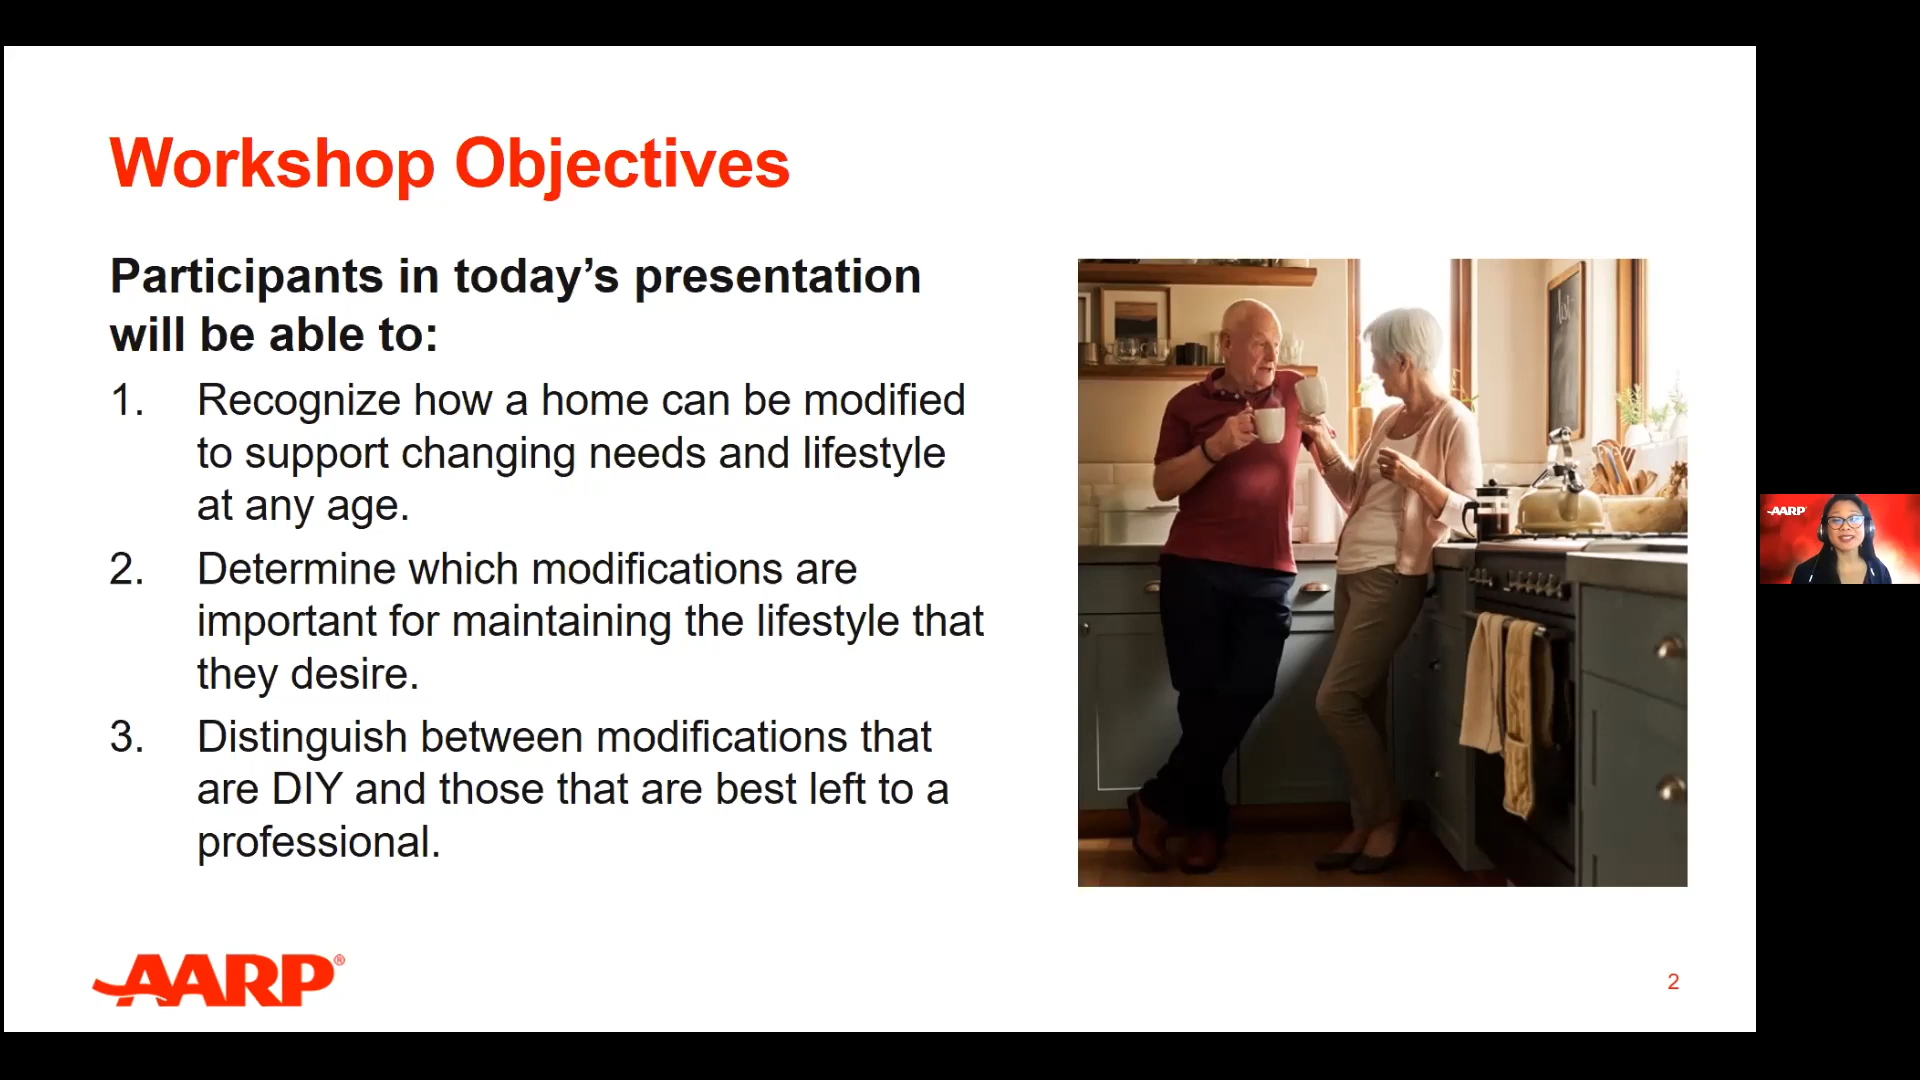 Workshop Objectives
Participants in today’s presentation
will be able to:
1. Recognize how a home can be modified
to support changing needs and lifestyle
at any age.
2. Determine which modifications are
important for maintaining the lifestyle that
they desire.
3. Distinguish between modifications that
are DIY and those that are best left to a
professional.
AARP®
2
AARP